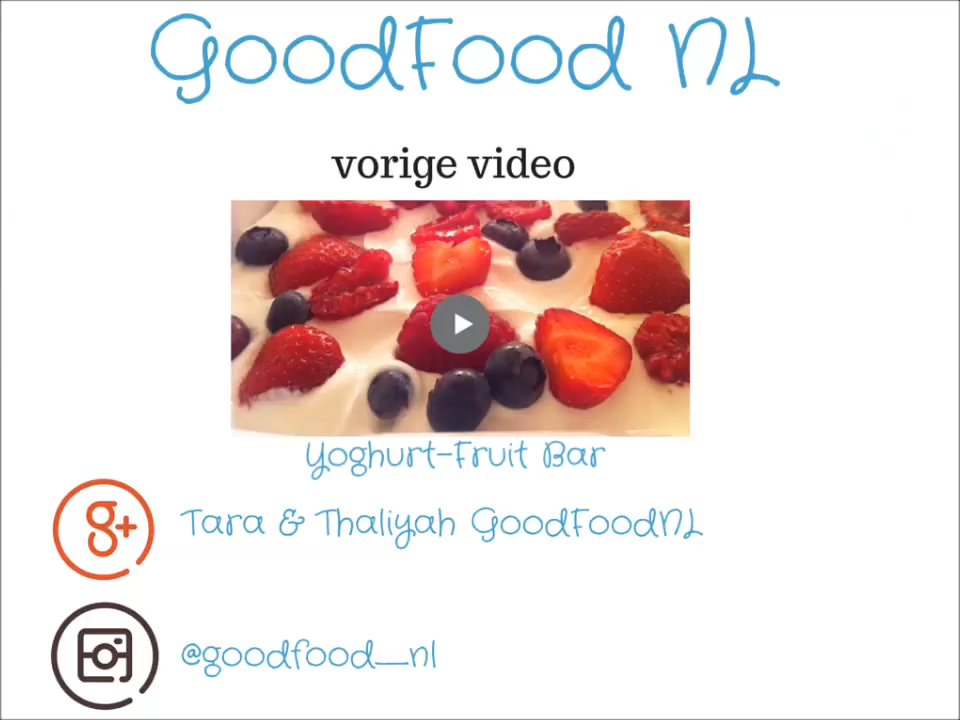 GoodFood NL
vorige video
Yoghurt-Fruit Bar
g+
Tara & Thaliyah GoodFoodNL
@goodfood_nl